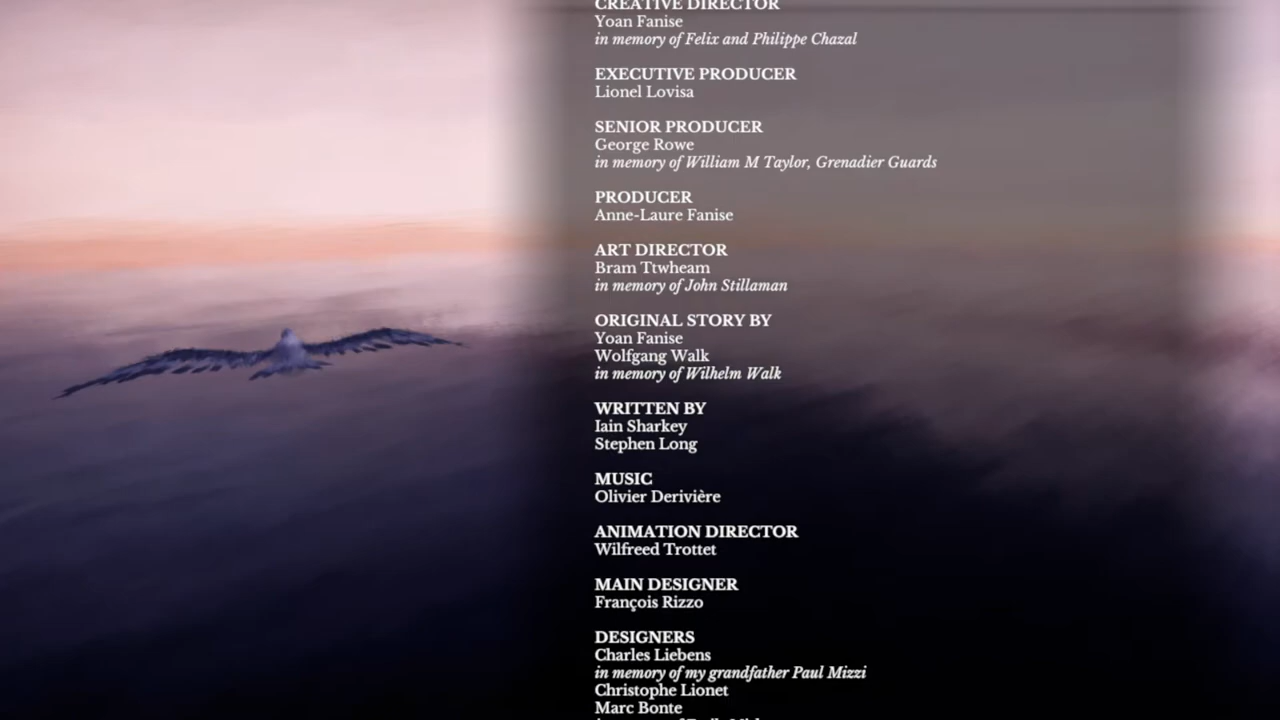 CREATIVE DIRECTOR
Yoan Fanise
in memory of Felix and Philippe Chazal
EXECUTIVE PRODUCER
Lionel Lovisa
SENIOR PRODUCER
George Rowe
in memory of William M Taylor, Grenadier Guards
PRODUCER
Anne-Laure Fanise
ART DIRECTOR
Bram Ttwheam
in memory of John Stillaman
ORIGINAL STORY BY
Yoan Fanise
Wolfgang Walk
in memory of Wilhelm Walk
WRITTEN BY
Iain Sharkey
Stephen Long
MUSIC
Olivier Derivière
ANIMATION DIRECTOR
Wilfreed Trottet
MAIN DESIGNER
François Rizzo
DESIGNERS
Charles Liebens
in memory of my grandfather Paul Mizzi
Christophe Lionet
Marc Bonte